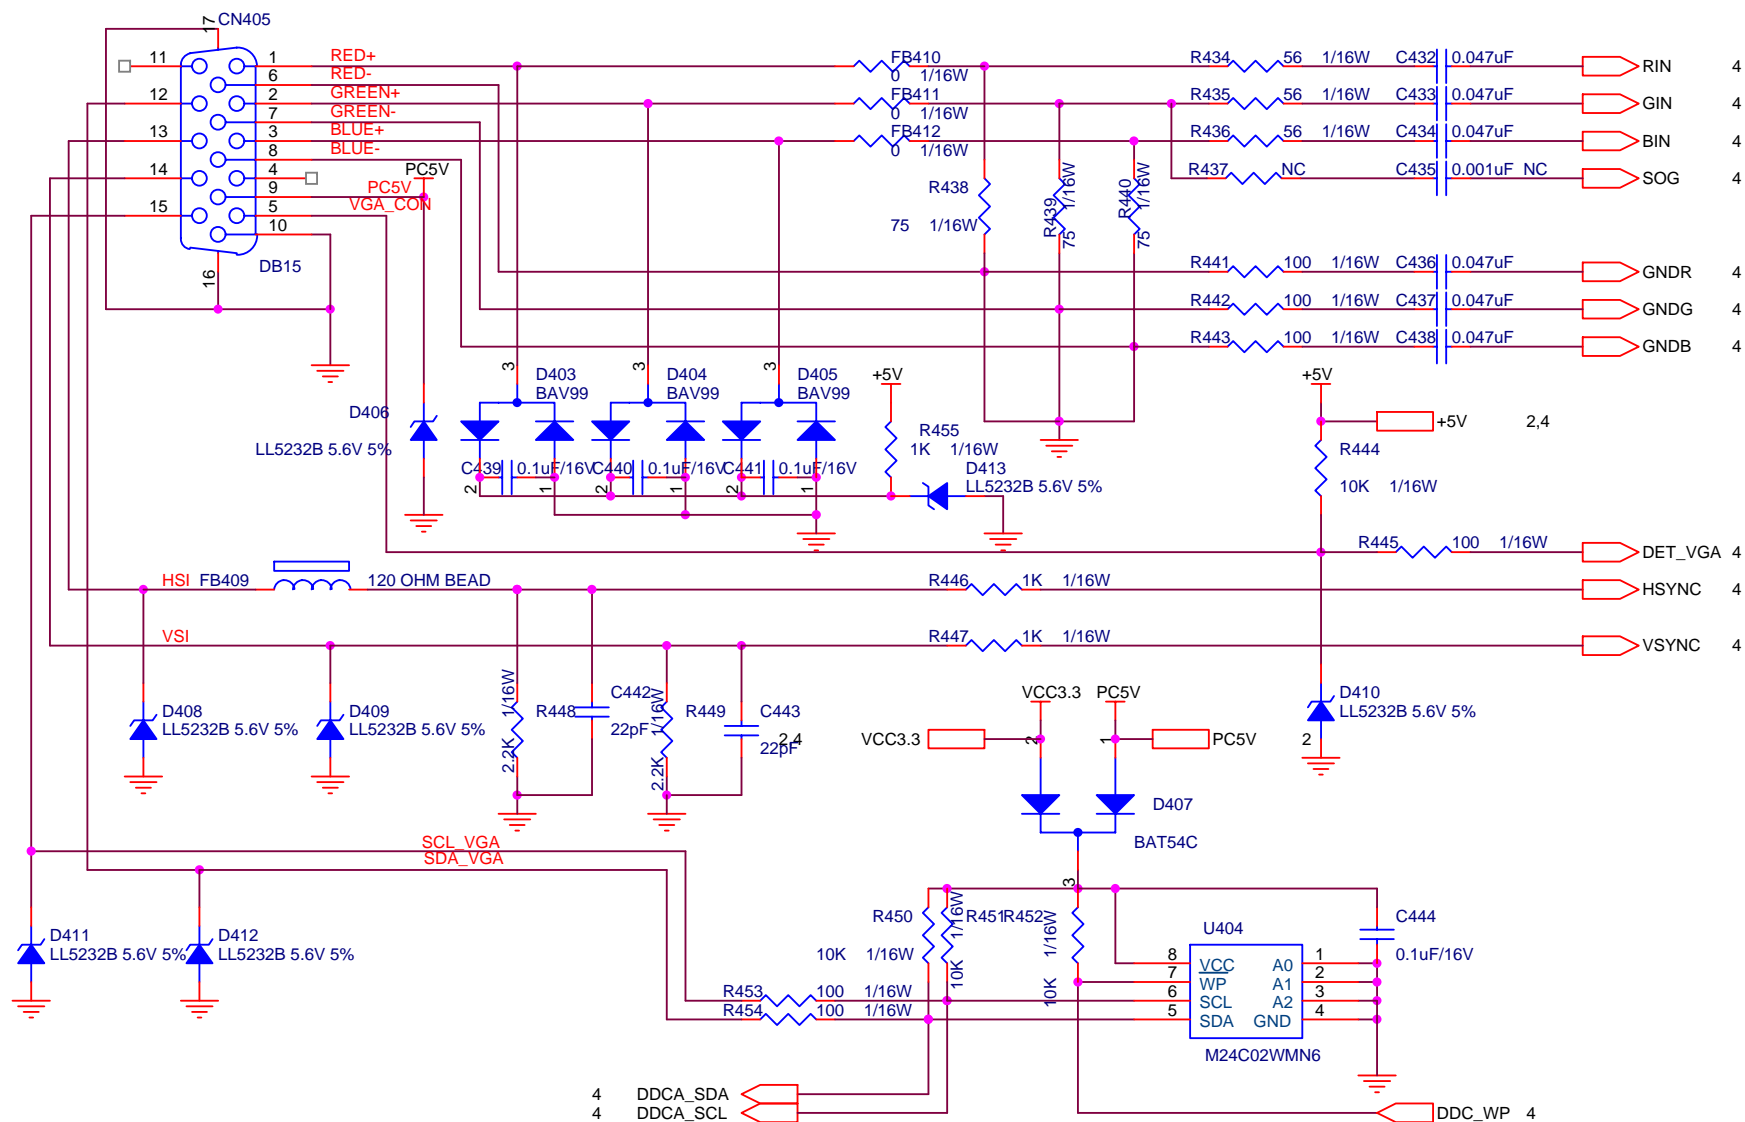 17 CN405
11 1 RED+ FB410 R434 56 1/16W C432 0.047uF RIN 4
6 RED- 0 1/16W
12 2 GREEN+ FB411 R435 56 1/16W C433 0.047uF GIN 4
7 GREEN- 0 1/16W
13 3 BLUE+ FB412 R436 56 1/16W C434 0.047uF BIN 4
8 BLUE- 0 1/16W
14 4 PC5V R437 NC C435 0.001uF NC SOG 4
9 PC5V R438 R439 1/16W R440 1/16W
15 5 VGA_CON
10 75 1/16W 75 75
16 DB15 R441 100 1/16W C436 0.047uF GNDR 4
R442 100 1/16W C437 0.047uF GNDG 4
R443 100 1/16W C438 0.047uF GNDB 4
3 D403 3 D404 3 D405 +5V +5V
BAV99 BAV99 BAV99
D406 R455 +5V 2,4
LL5232B 5.6V 5% 1K 1/16W R444
C439 0.1uF/16V C440 0.1uF/16V C441 0.1uF/16V D413
2 1 2 1 2 1 LL5232B 5.6V 5% 10K 1/16W
R445 100 1/16W DET_VGA 4
HSI FB409 120 OHM BEAD R446 1K 1/16W HSYNC 4
VSI R447 1K 1/16W VSYNC 4
1/16W C442 1/16W VCC3.3 PC5V D410
D408 D409 R448 R449 C443 LL5232B 5.6V 5%
LL5232B 5.6V 5% LL5232B 5.6V 5% 22pF
2.2K 2.2K 22pF 2,4 VCC3.3 2 1 PC5V 2
D407
SCL_VGA BAT54C
SDA_VGA
3
R450 1/16W R451 R452 C444
D411 D412 1/16W U404
LL5232B 5.6V 5% LL5232B 5.6V 5% 10K 1/16W 0.1uF/16V
10K 10K 8 VCC A0 1
7 WP A1 2
R453 100 1/16W 6 SCL A2 3
R454 100 1/16W 5 SDA GND 4
M24C02WMN6
4 DDCA_SDA
4 DDCA_SCL DDC_WP 4